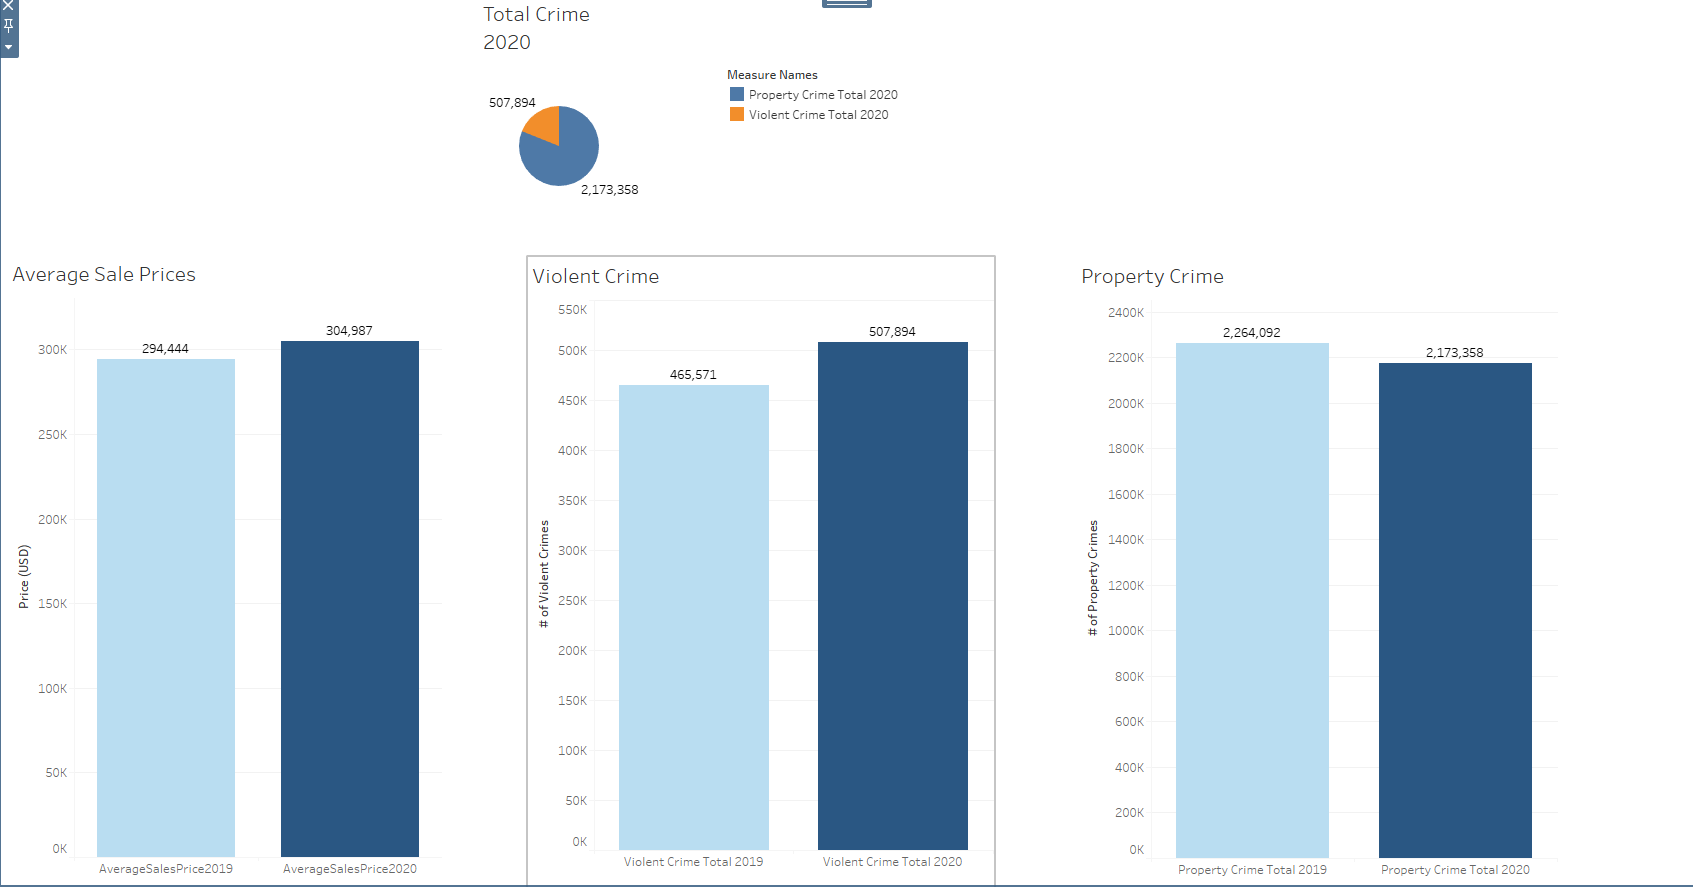 Total Crime
2020
Measure Names
Property Crime Total 2020
Violent Crime Total 2020
507,894
2,173,358
Average Sale Prices
Price (USD)
300K
250K
200K
150K
100K
50K
0K
294,444
304,987
AverageSalesPrice2019
AverageSalesPrice2020
Violent Crime
# of Violent Crimes
550K
500K
450K
400K
350K
300K
250K
200K
150K
100K
50K
0K
465,571
507,894
Violent Crime Total 2019
Violent Crime Total 2020
Property Crime
# of Property Crimes
2400K
2200K
2000K
1800K
1600K
1400K
1200K
1000K
800K
600K
400K
200K
0K
2,264,092
2,173,358
Property Crime Total 2019
Property Crime Total 2020